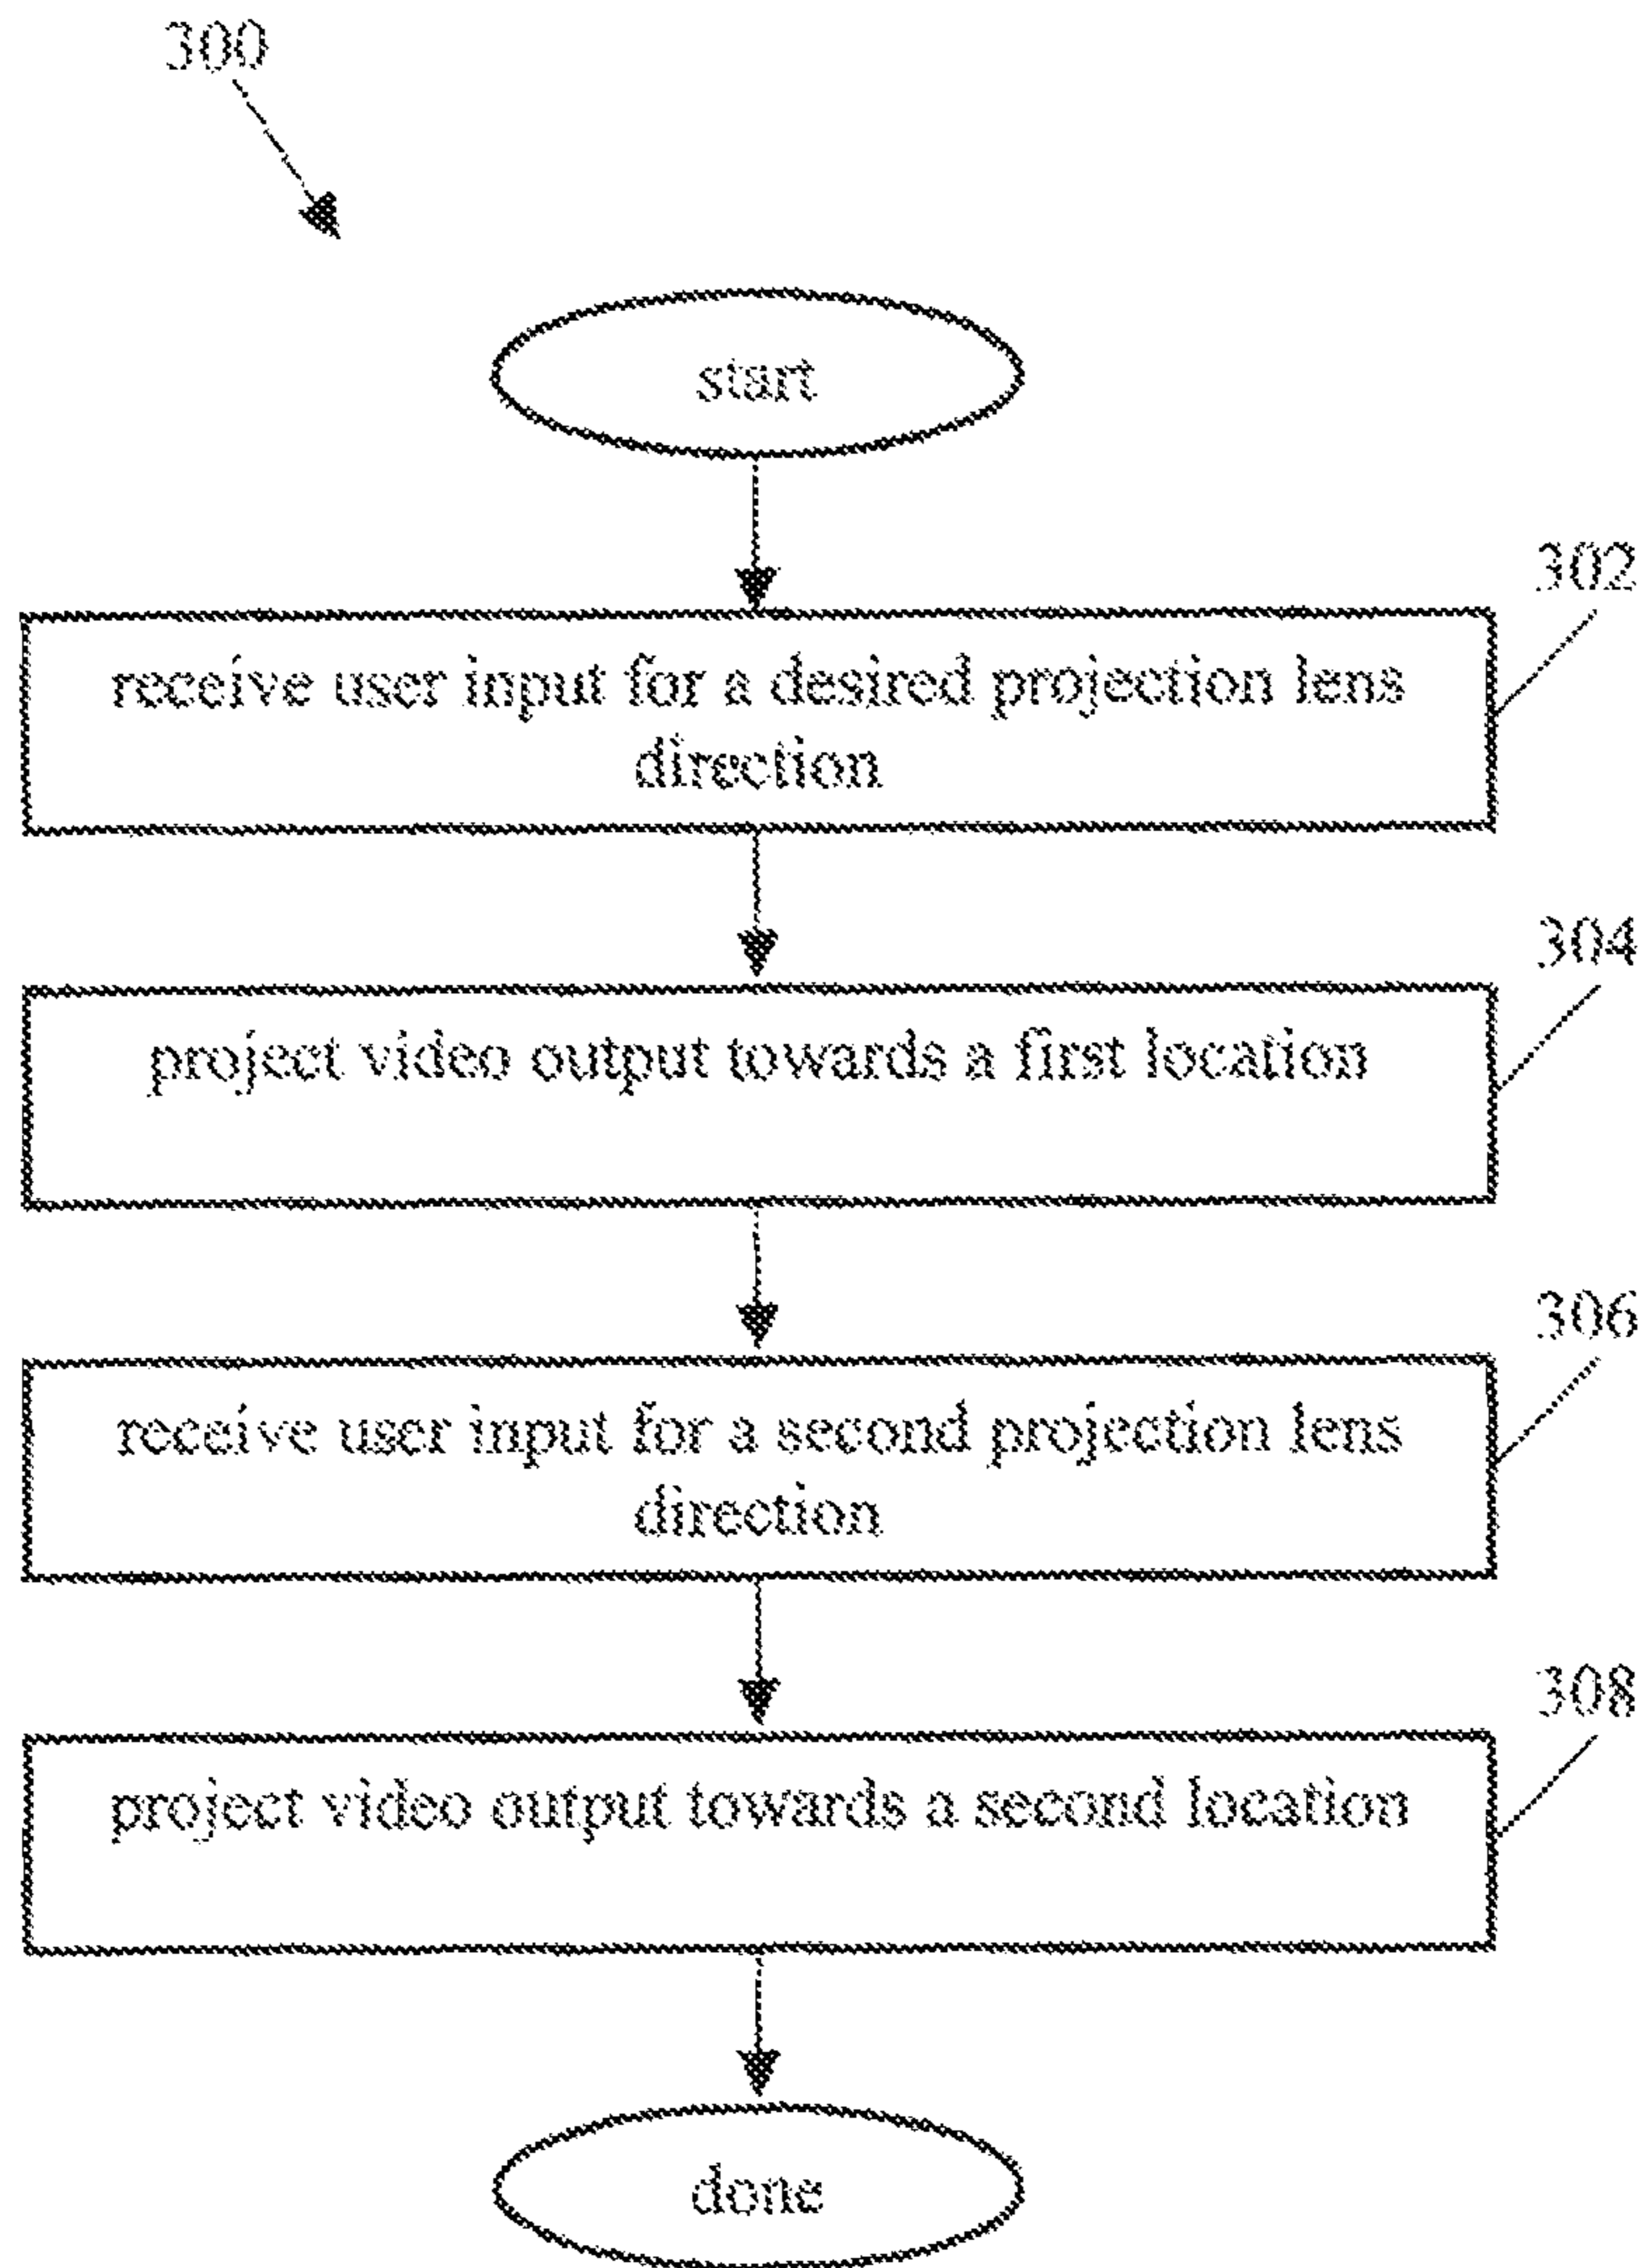 300
start
302
receive user input for a desired projection lens
direction
304
project video output towards a first location
306
receive user input for a second projection lens
direction
308
project video output towards a second location
done